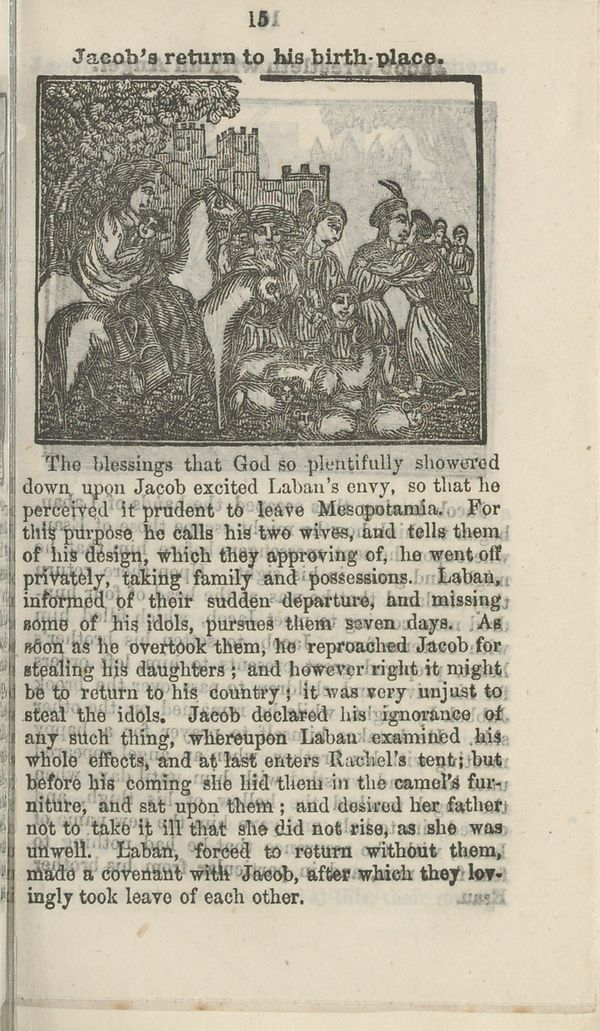 15
Jacob's return to his birth-place.
The blessings that God so plentifully showered
down upon Jacob excited Laban's envy, so that he
perceived it prudent to leave Mesopotamia. For
this purpose he calls his two wives, and tells them
of his design, which they approving of, he went off
privately, taking family and possessions. Laban,
informed of their sudden departure, and missing
some of his idols, pursues them seven days. As
soon as he overtook them, he reproached Jacob for
stealing his daughters; and however right it might
be to return to his country; it was very unjust to
steal the idols. Jacob declared his ignorance of
any such thing, whereupon Laban examined his
whole effects, and at last enters Rachel's tent; but
before his coming she hid them in the camel's fur-
niture, and sat upon them; and desired her father
not to take it ill that she did not rise, as she was
unwell. Laban, forced to return without them,
made a covenant with Jacob, after which they lov-
ingly took leave of each other.